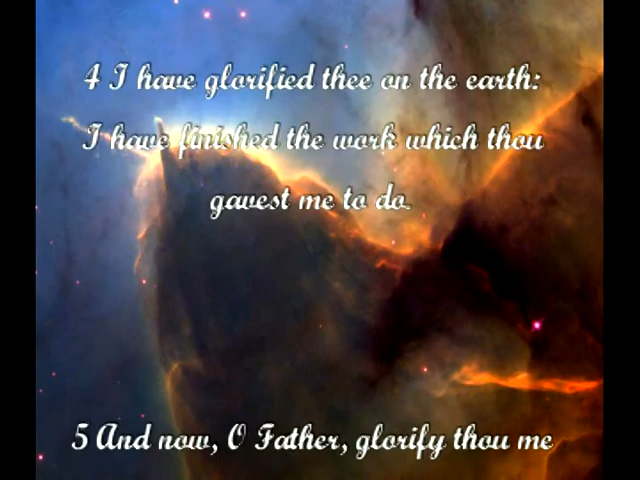 4 I have glorified thee on the earth:
I have finished the work which thou
gavest me to do.
5 And now, O Father, glorify thou me